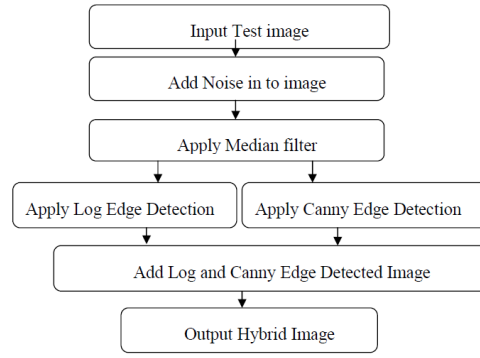 Input Test image
Add Noise in to image
Apply Median filter
Apply Log Edge Detection
Apply Canny Edge Detection
Add Log and Canny Edge Detected Image
Output Hybrid Image